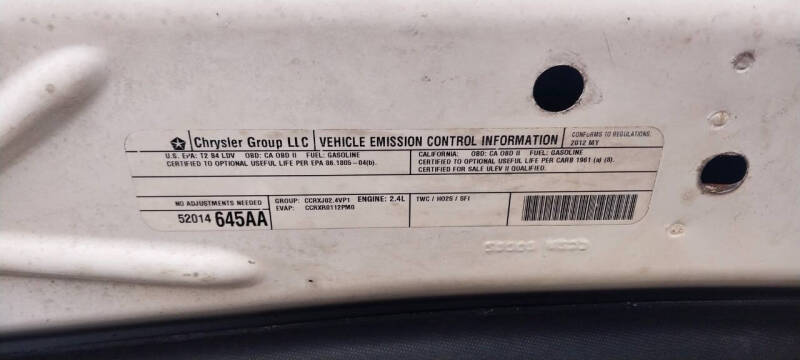 Chrysler Group LLC VEHICLE EMISSION CONTROL INFORMATION CONFORMS TO REGULATIONS:
2012 MY
U.S. EPA: T2 B4 LDV OBD: CA OBD II FUEL: GASOLINE
CERTIFIED TO OPTIONAL USEFUL LIFE PER EPA 86.1805-04(b).
CALIFORNIA: OBD: CA OBD II FUEL: GASOLINE
CERTIFIED TO OPTIONAL USEFUL LIFE PER CARB 1961 (a) (8).
CERTIFIED FOR SALE ULEV II QUALIFIED.
NO ADJUSTMENTS NEEDED
52014 645AA
GROUP: CCRXJ02.4VP1 ENGINE: 2.4L
EVAP: CCRXR0112PM0
TWC / HO2S / SFI